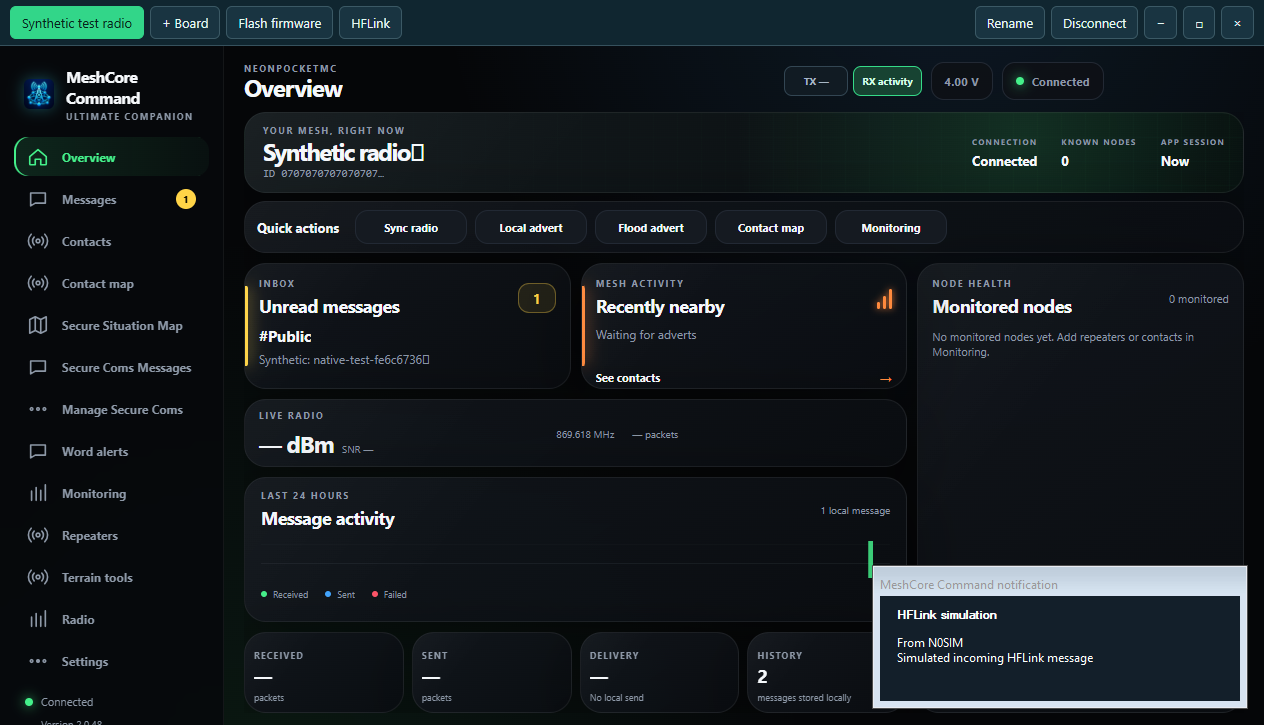 Synthetic test radio
+ Board
Flash firmware
HFLink
Rename
Disconnect
MeshCore Command
ULTIMATE COMPANION
Overview
Messages
1
Contacts
Contact map
Secure Situation Map
Secure Coms Messages
Manage Secure Coms
Word alerts
Monitoring
Repeaters
Terrain tools
Radio
Settings
Connected
Version 2.0.48
NEONPOCKETMC
Overview
TX —
RX activity
4.00 V
Connected
YOUR MESH, RIGHT NOW
Synthetic radio
ID 0707070707070707…
CONNECTION
Connected
KNOWN NODES
0
APP SESSION
Now
Quick actions
Sync radio
Local advert
Flood advert
Contact map
Monitoring
INBOX
Unread messages
1
#Public
Synthetic: native-test-fe6c6736
MESH ACTIVITY
Recently nearby
Waiting for adverts
See contacts →
NODE HEALTH
Monitored nodes
0 monitored
No monitored nodes yet. Add repeaters or contacts in
Monitoring.
LIVE RADIO
— dBm SNR —
869.618 MHz — packets
LAST 24 HOURS
Message activity
1 local message
Received Sent Failed
RECEIVED
—
packets
SENT
—
packets
DELIVERY
—
No local send
HISTORY
2
messages stored locally
MeshCore Command notification
HFLink simulation
From N0SIM
Simulated incoming HFLink message